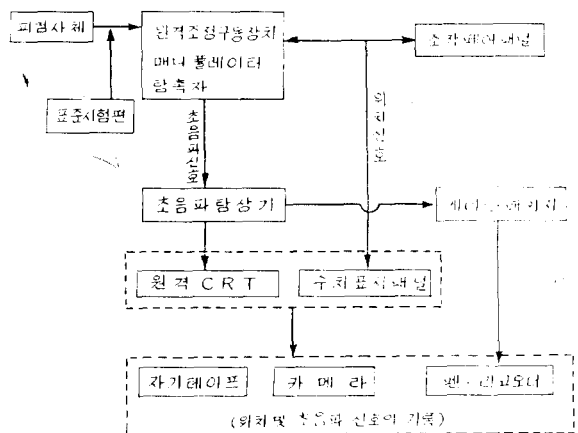 피검사체
원격조정구동장치
매니퓰레이터
탐촉자
조작제어패널
표준시험편
초음파신호
위치신호
초음파탐상기
원격 CRT
수치표시패널
자기테이프
카메라
펜·리코오더
(위치 및 초음파 신호의 기록)